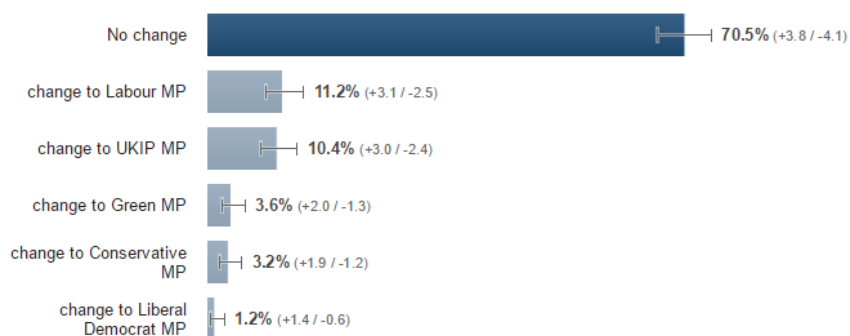 No change 70.5% (+3.8 / -4.1)
change to Labour MP 11.2% (+3.1 / -2.5)
change to UKIP MP 10.4% (+3.0 / -2.4)
change to Green MP 3.6% (+2.0 / -1.3)
change to Conservative
MP 3.2% (+1.9 / -1.2)
change to Liberal
Democrat MP 1.2% (+1.4 / -0.6)